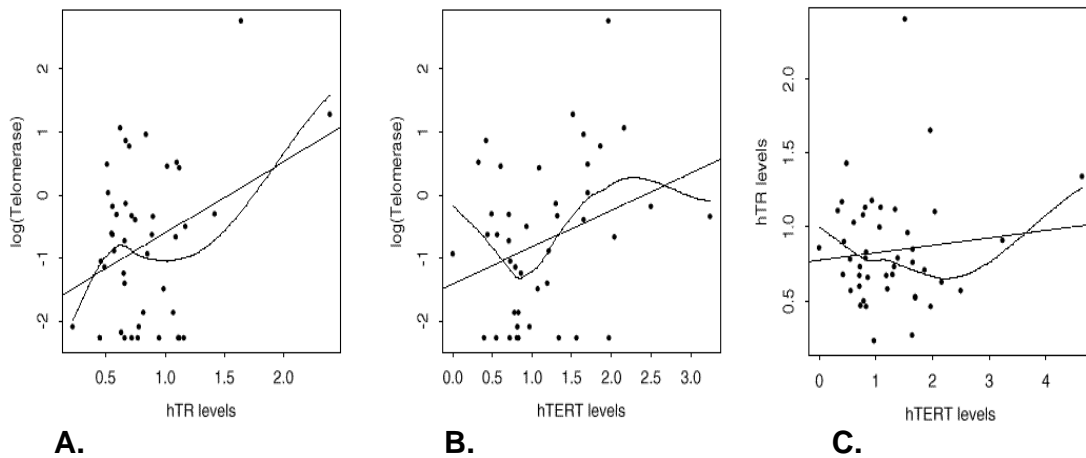 log(Telomerase)
2
1
0
-1
-2
0.5 1.0 1.5 2.0
hTR levels
A.
log(Telomerase)
2
1
0
-1
-2
0.0 0.5 1.0 1.5 2.0 2.5 3.0
hTERT levels
B.
hTR levels
2.0
1.5
1.0
0.5
0 1 2 3 4
hTERT levels
C.